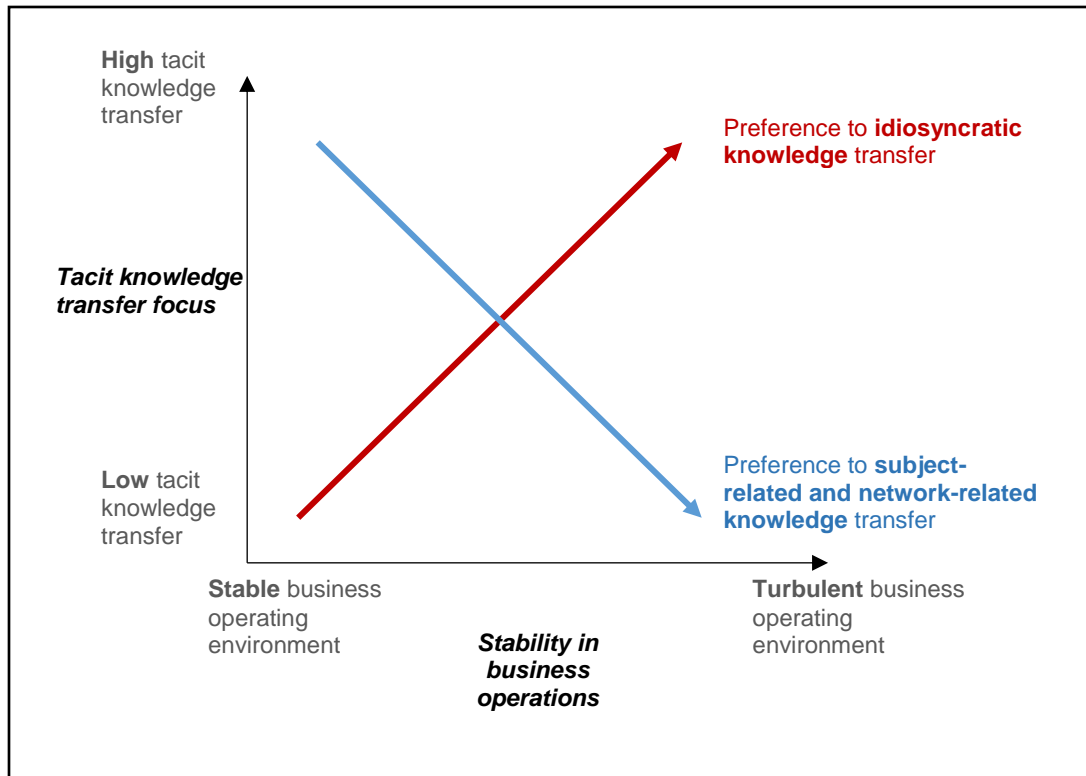 High tacit
knowledge
transfer
Preference to idiosyncratic
knowledge transfer
Tacit knowledge
transfer focus
Low tacit
knowledge
transfer
Preference to subject-
related and network-related
knowledge transfer
Stable business
operating
environment
Turbulent business
operating
environment
Stability in
business
operations